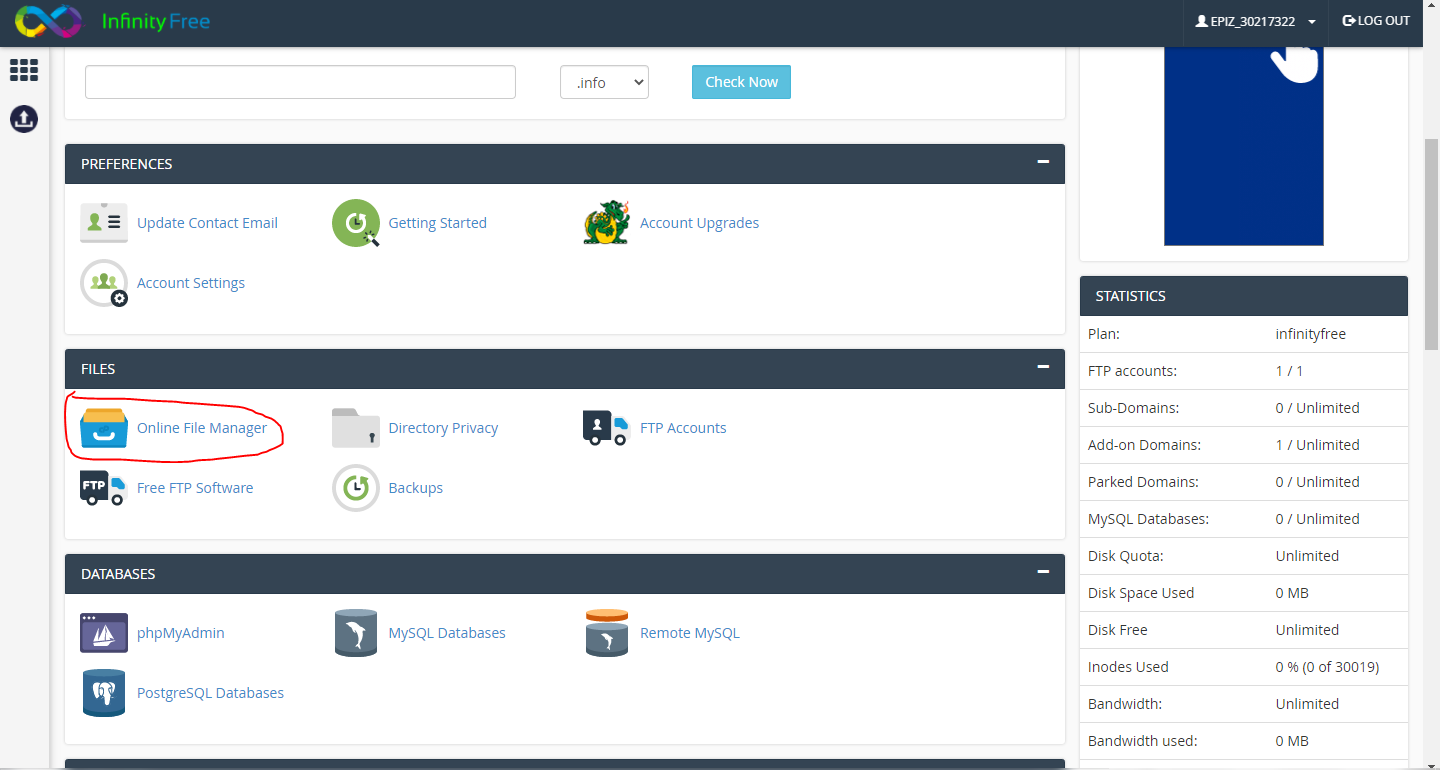 Infinity Free
EPIZ_30217322
LOG OUT
.info
Check Now
PREFERENCES
Update Contact Email
Getting Started
Account Upgrades
Account Settings
FILES
Online File Manager
Directory Privacy
FTP Accounts
FTP
Free FTP Software
Backups
DATABASES
phpMyAdmin
MySQL Databases
Remote MySQL
PostgreSQL Databases
STATISTICS
Plan: infinityfree
FTP accounts: 1 / 1
Sub-Domains: 0 / Unlimited
Add-on Domains: 1 / Unlimited
Parked Domains: 0 / Unlimited
MySQL Databases: 0 / Unlimited
Disk Quota: Unlimited
Disk Space Used 0 MB
Disk Free Unlimited
Inodes Used 0 % (0 of 30019)
Bandwidth: Unlimited
Bandwidth used: 0 MB